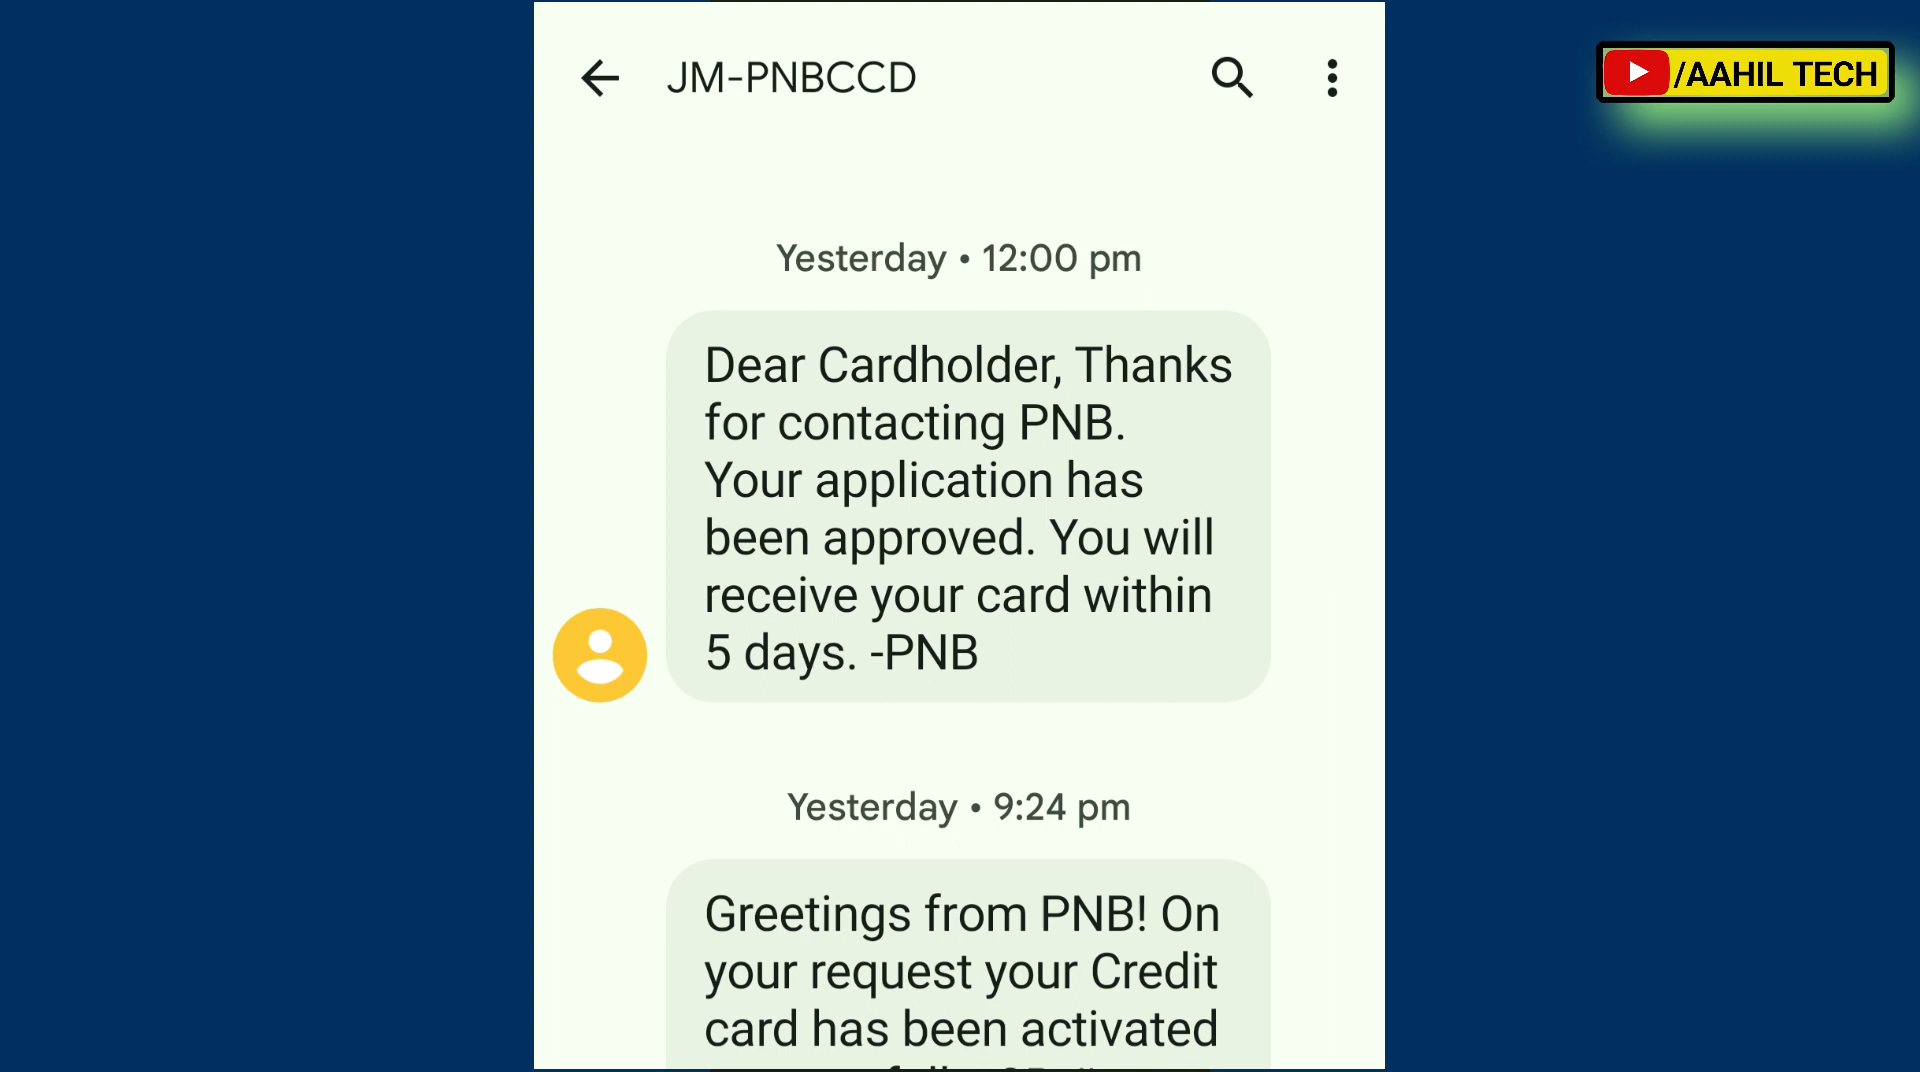 JM-PNBCCD
/AAHIL TECH
Yesterday • 12:00 pm
Dear Cardholder, Thanks
for contacting PNB.
Your application has
been approved. You will
receive your card within
5 days. -PNB
Yesterday • 9:24 pm
Greetings from PNB! On
your request your Credit
card has been activated